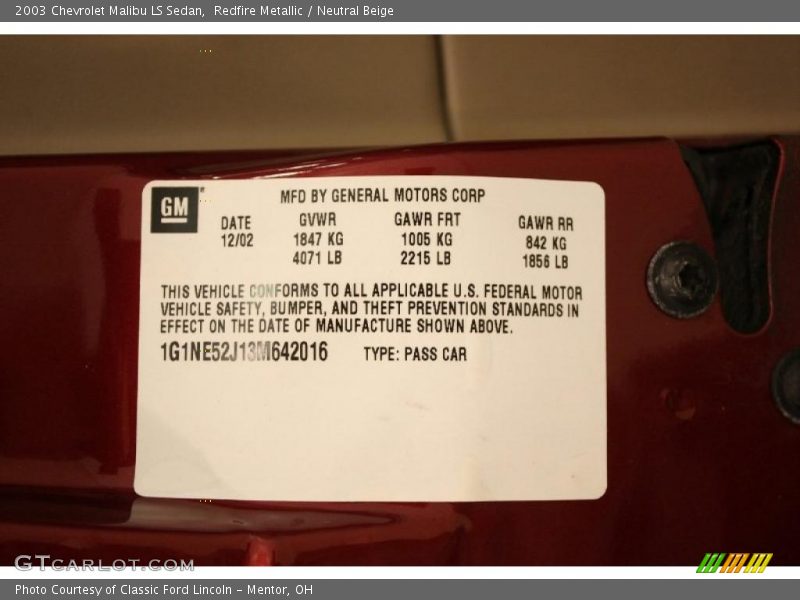 2003 Chevrolet Malibu LS Sedan,  Redfire Metallic / Neutral Beige
GM®
MFD BY GENERAL MOTORS CORP
DATE GVWR GAWR FRT GAWR RR
12/02 1847 KG 1005 KG 842 KG
4071 LB 2215 LB 1856 LB
THIS VEHICLE CONFORMS TO ALL APPLICABLE U.S. FEDERAL MOTOR
VEHICLE SAFETY, BUMPER, AND THEFT PREVENTION STANDARDS IN
EFFECT ON THE DATE OF MANUFACTURE SHOWN ABOVE.
1G1NE52J13M642016 TYPE: PASS CAR
GTCARLOT.COM
Photo Courtesy of Classic Ford Lincoln - Mentor, OH